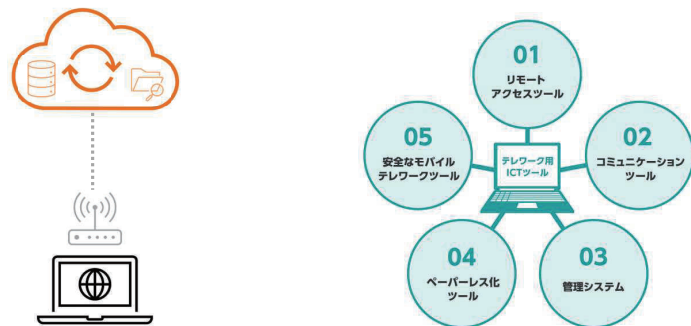 01
リモート
アクセスツール
02
コミュニケーション
ツール
03
管理システム
04
ペーパーレス化
ツール
05
安全なモバイル
テレワークツール
テレワーク用
ICTツール